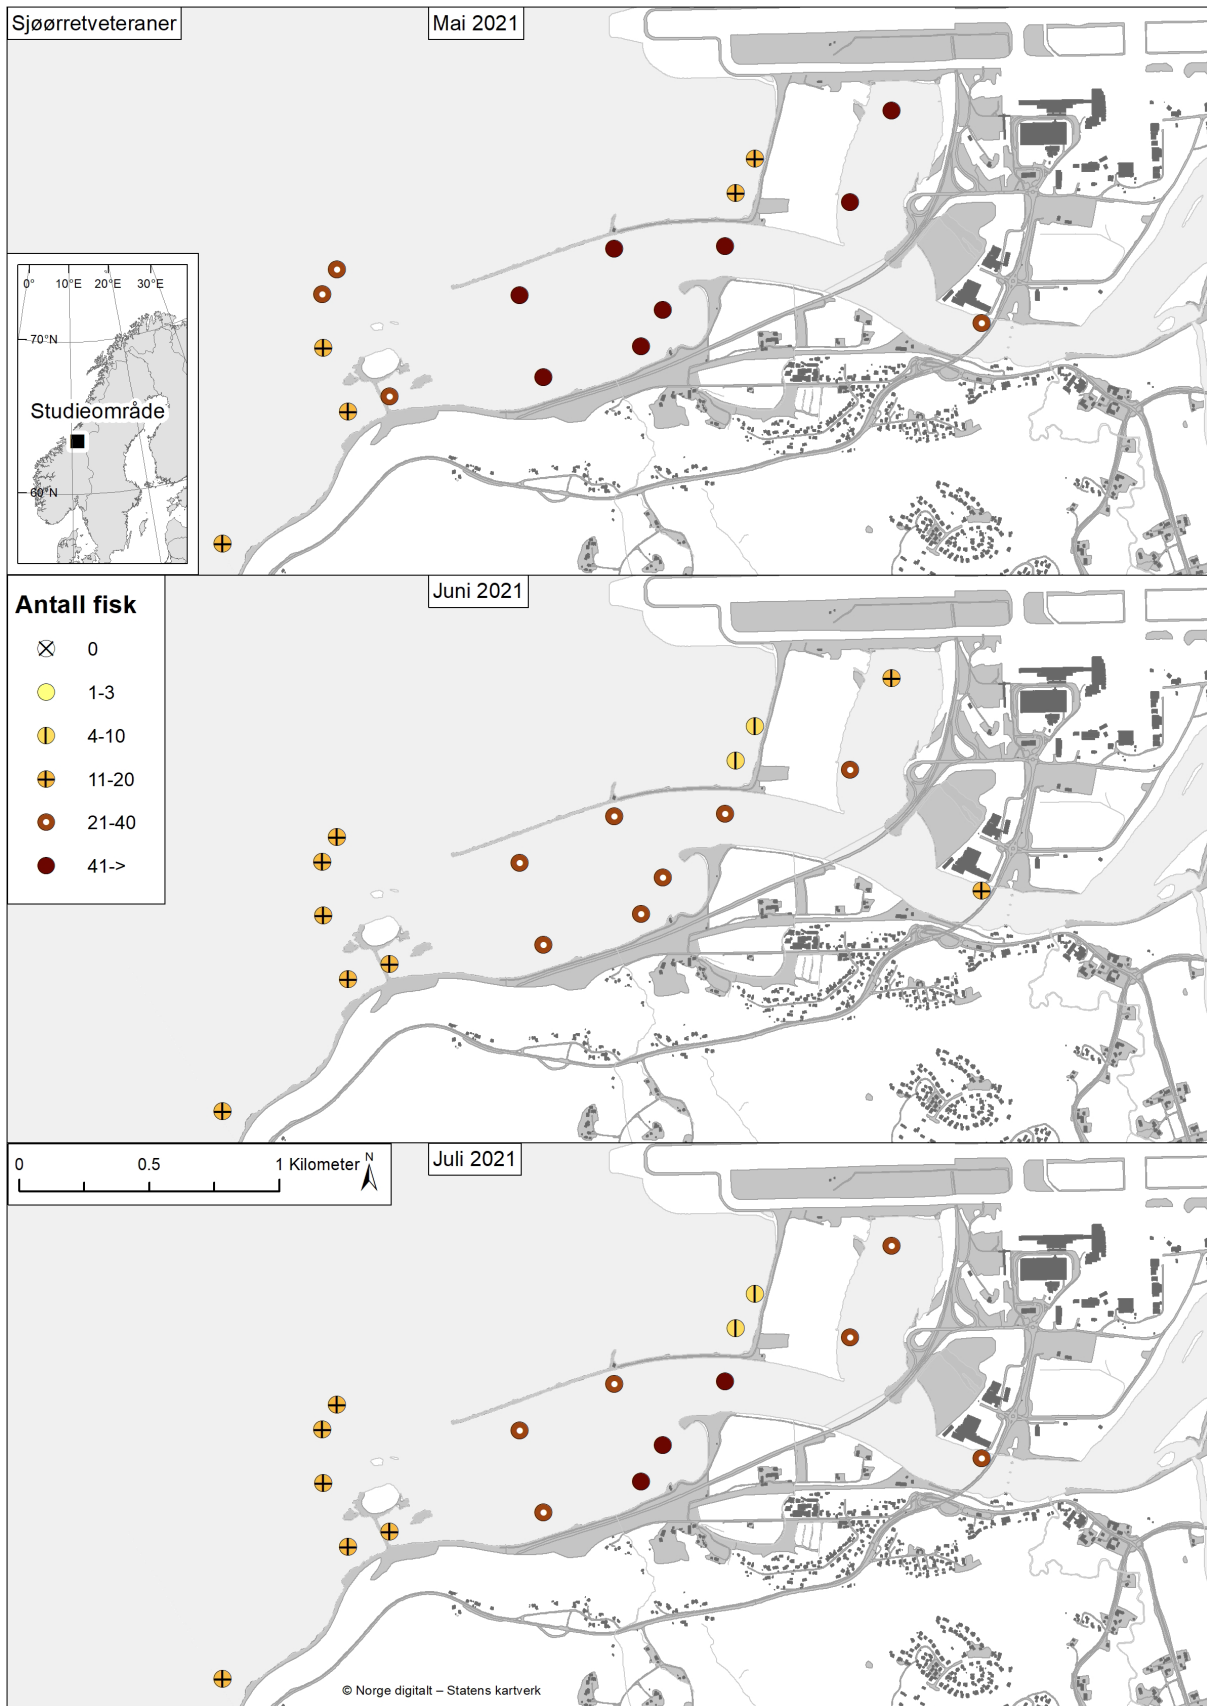 Sjøørretveteraner
Mai 2021
0° 10°E 20°E 30°E
70°N
Studieområde
60°N
Juni 2021
Antall fisk
0
1-3
4-10
11-20
21-40
41->
Juli 2021
0 0.5 1 Kilometer N
© Norge digitalt – Statens kartverk